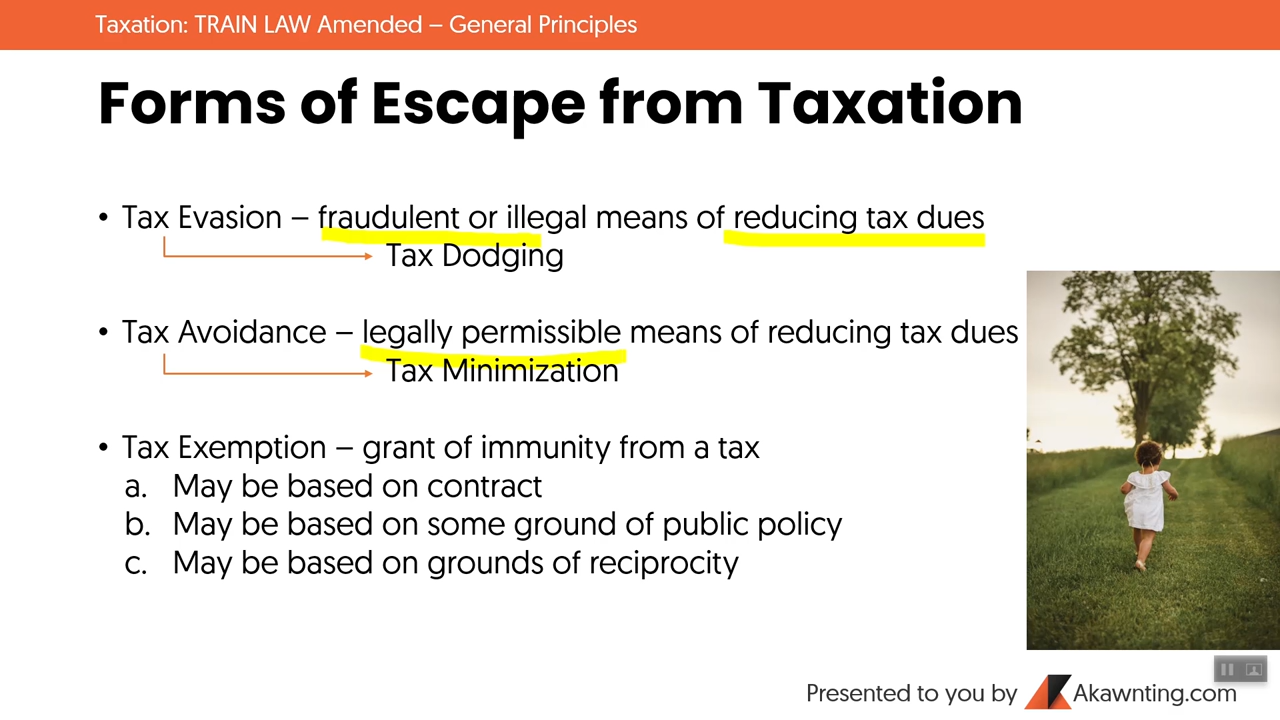 Taxation: TRAIN LAW Amended – General Principles
Forms of Escape from Taxation
• Tax Evasion – fraudulent or illegal means of reducing tax dues
Tax Dodging
• Tax Avoidance – legally permissible means of reducing tax dues
Tax Minimization
• Tax Exemption – grant of immunity from a tax
a. May be based on contract
b. May be based on some ground of public policy
c. May be based on grounds of reciprocity
Presented to you by Akawnting.com